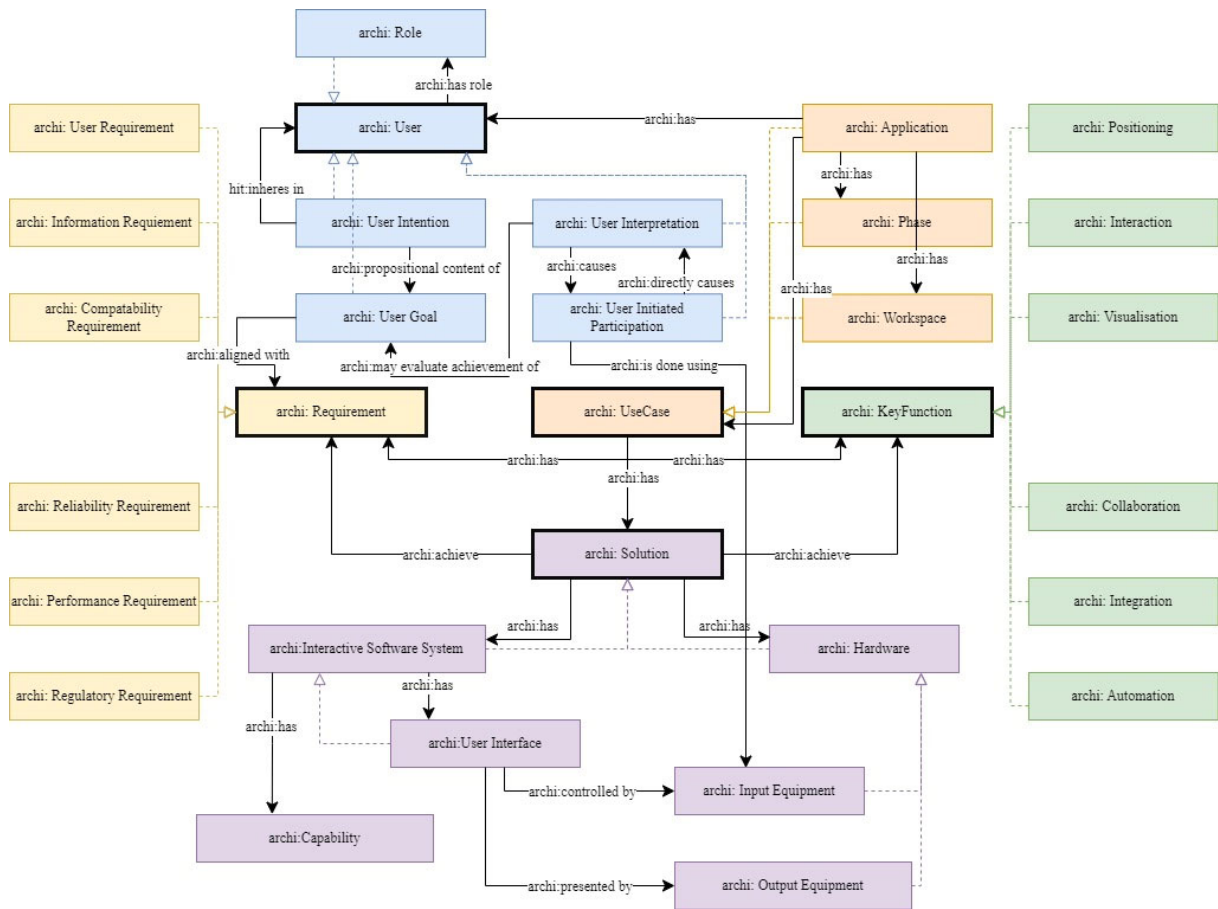 archi: Role
archi:has role
archi: User Requirement
archi: User
archi:has
archi: Application
archi: Positioning
archi:has
hit:inheres in
archi: Information Requiement
archi: User Intention
archi: User Interpretation
archi: Phase
archi: Interaction
archi:propositional content of
archi:causes
archi:directly causes
archi:has
archi:has
archi: Compatability
Requirement
archi: User Goal
archi: User Initiated
Participation
archi: Workspace
archi: Visualisation
archi:aligned with
archi:may evaluate achievement of
archi:is done using
archi: Requirement
archi: UseCase
archi: KeyFunction
archi:has
archi:has
archi:has
archi: Reliability Requirement
archi: Collaboration
archi:achieve
archi: Solution
archi:achieve
archi: Performance Requirement
archi: Integration
archi:has
archi:has
archi:Interactive Software System
archi: Hardware
archi:has
archi: Regulatory Requirement
archi: Automation
archi:has
archi:User Interface
archi:controlled by
archi: Input Equipment
archi:Capability
archi:presented by
archi: Output Equipment